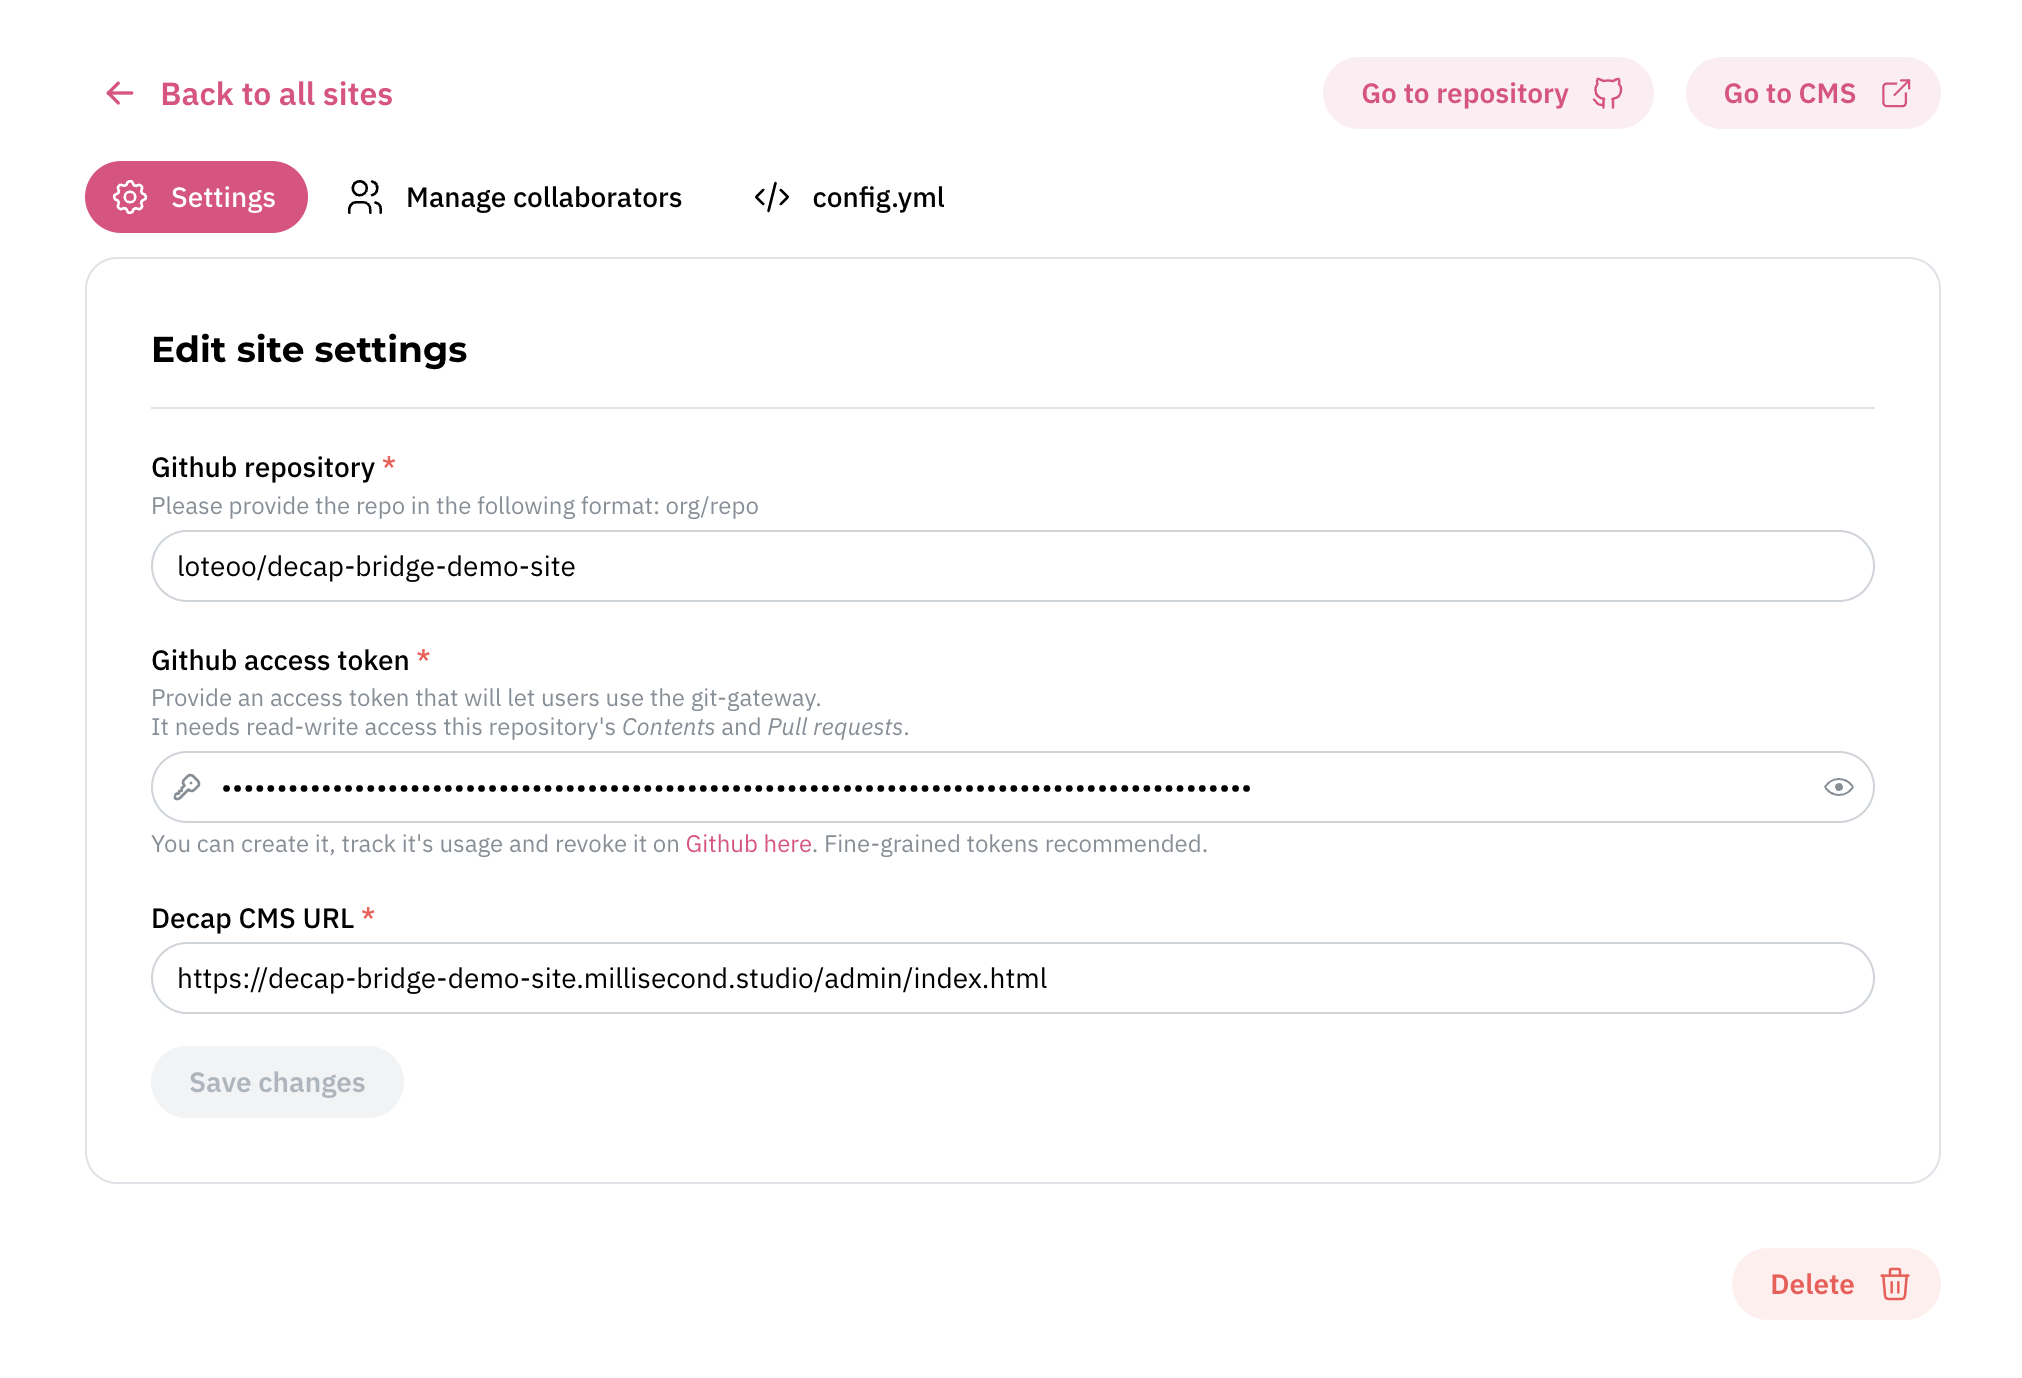 Back to all sites
Go to repository
Go to CMS
Settings
Manage collaborators
</> config.yml
Edit site settings
Github repository *
Please provide the repo in the following format: org/repo
loteoo/decap-bridge-demo-site
Github access token *
Provide an access token that will let users use the git-gateway.
It needs read-write access this repository's Contents and Pull requests.
You can create it, track it's usage and revoke it on Github here. Fine-grained tokens recommended.
Decap CMS URL *
https://decap-bridge-demo-site.millisecond.studio/admin/index.html
Save changes
Delete